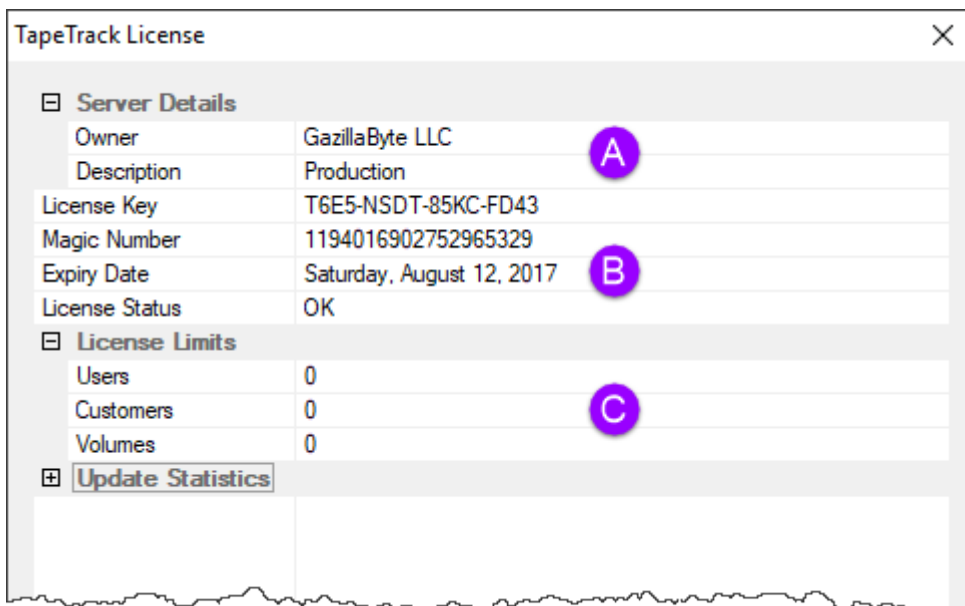 TapeTrack License
Server Details
Owner GazillaByte LLC
A
Description Production
License Key T6E5-NSDT-85KC-FD43
Magic Number 1194016902752965329
Expiry Date Saturday, August 12, 2017 B
License Status OK
License Limits
Users 0
Customers 0 C
Volumes 0
Update Statistics